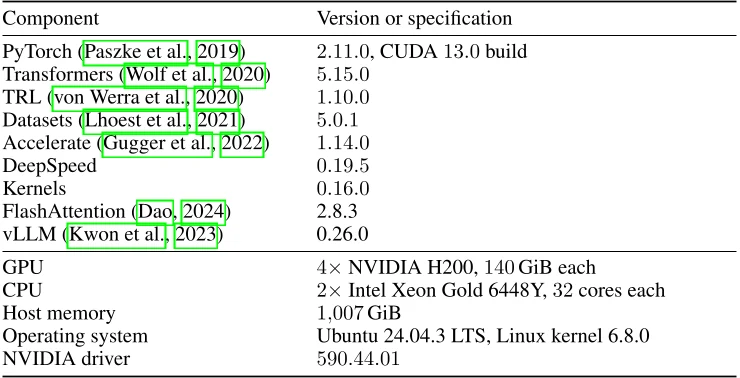 Component Version or specification
PyTorch (Paszke et al., 2019) 2.11.0, CUDA 13.0 build
Transformers (Wolf et al., 2020) 5.15.0
TRL (von Werra et al., 2020) 1.10.0
Datasets (Lhoest et al., 2021) 5.0.1
Accelerate (Gugger et al., 2022) 1.14.0
DeepSpeed 0.19.5
Kernels 0.16.0
FlashAttention (Dao, 2024) 2.8.3
vLLM (Kwon et al., 2023) 0.26.0
GPU 4× NVIDIA H200, 140 GiB each
CPU 2× Intel Xeon Gold 6448Y, 32 cores each
Host memory 1,007 GiB
Operating system Ubuntu 24.04.3 LTS, Linux kernel 6.8.0
NVIDIA driver 590.44.01